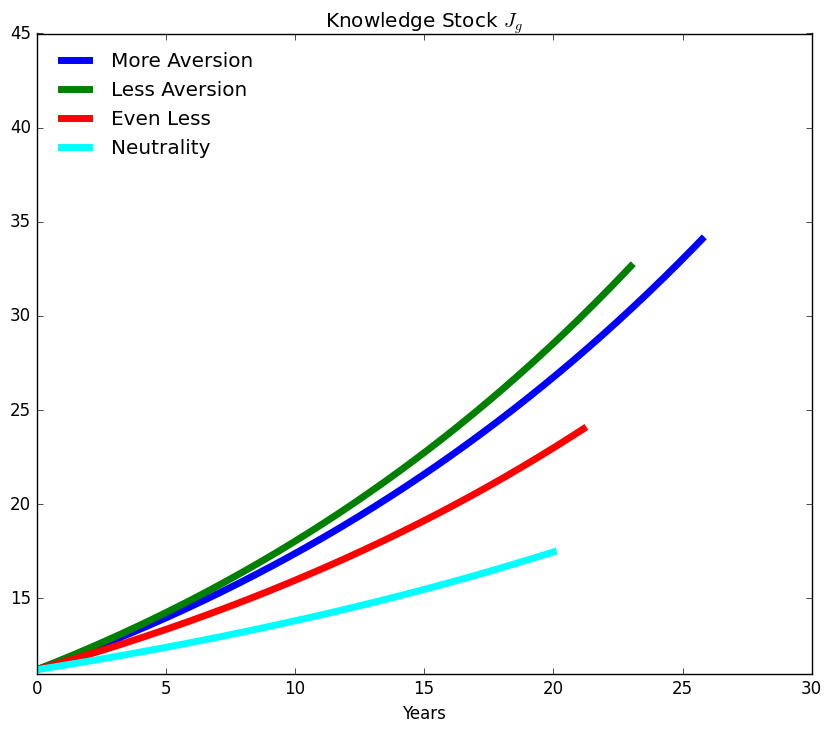 Knowledge Stock J_g
45
40
35
30
25
20
15
More Aversion
Less Aversion
Even Less
Neutrality
0 5 10 15 20 25 30
Years